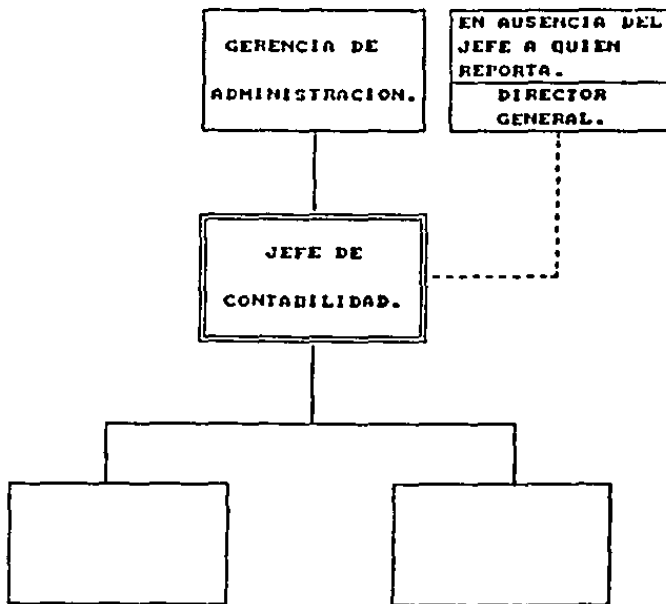 GERENCIA DE
ADMINISTRACION.
EN AUSENCIA DEL
JEFE A QUIEN
REPORTA.
DIRECTOR
GENERAL.
JEFE DE
CONTABILIDAD.